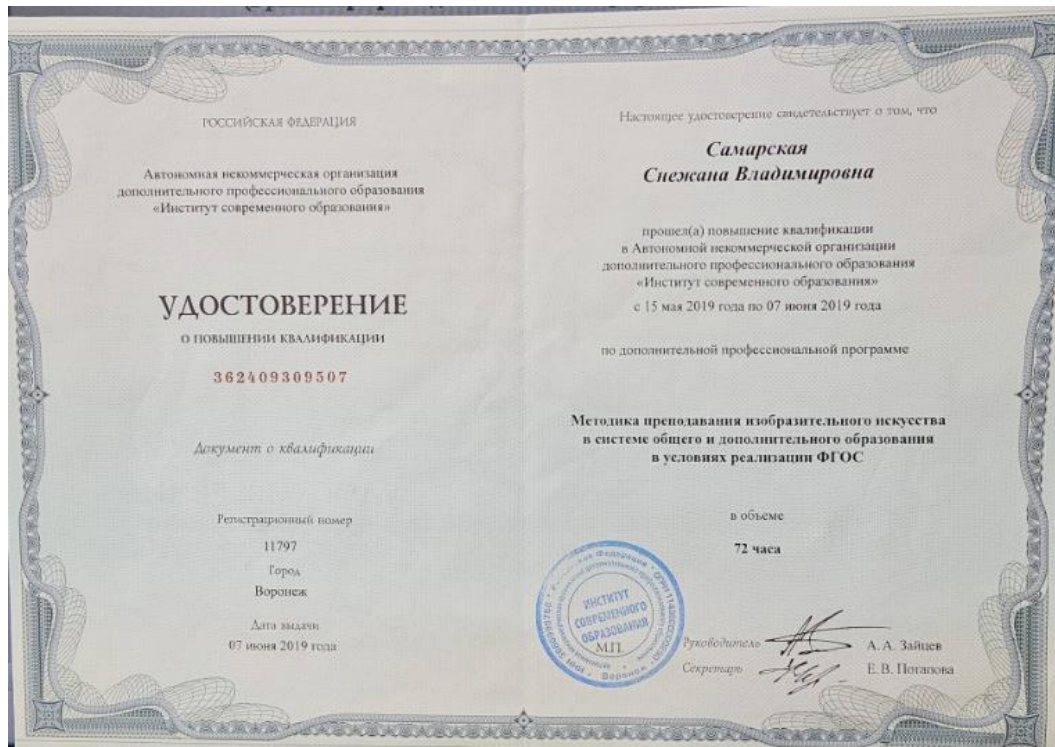 РОССИЙСКАЯ ФЕДЕРАЦИЯ
Автономная некоммерческая организация
дополнительного профессионального образования
«Институт современного образования»
УДОСТОВЕРЕНИЕ
О ПОВЫШЕНИИ КВАЛИФИКАЦИИ
362409309507
Документ о квалификации
Регистрационный номер
11797
Город
Воронеж
Дата выдачи
07 июня 2019 года
Настоящее удостоверение свидетельствует о том, что
Самарская
Снежана Владимировна
прошел(а) повышение квалификации
в Автономной некоммерческой организации
дополнительного профессионального образования
«Институт современного образования»
с 15 мая 2019 года по 07 июня 2019 года
по дополнительной профессиональной программе
Методика преподавания изобразительного искусства
в системе общего и дополнительного образования
в условиях реализации ФГОС
в объеме
72 часа
ИНСТИТУТ
СОВРЕМЕННОГО
ОБРАЗОВАНИЯ
М.П.
Руководитель А. А. Зайцев
Секретарь Е. В. Потапова